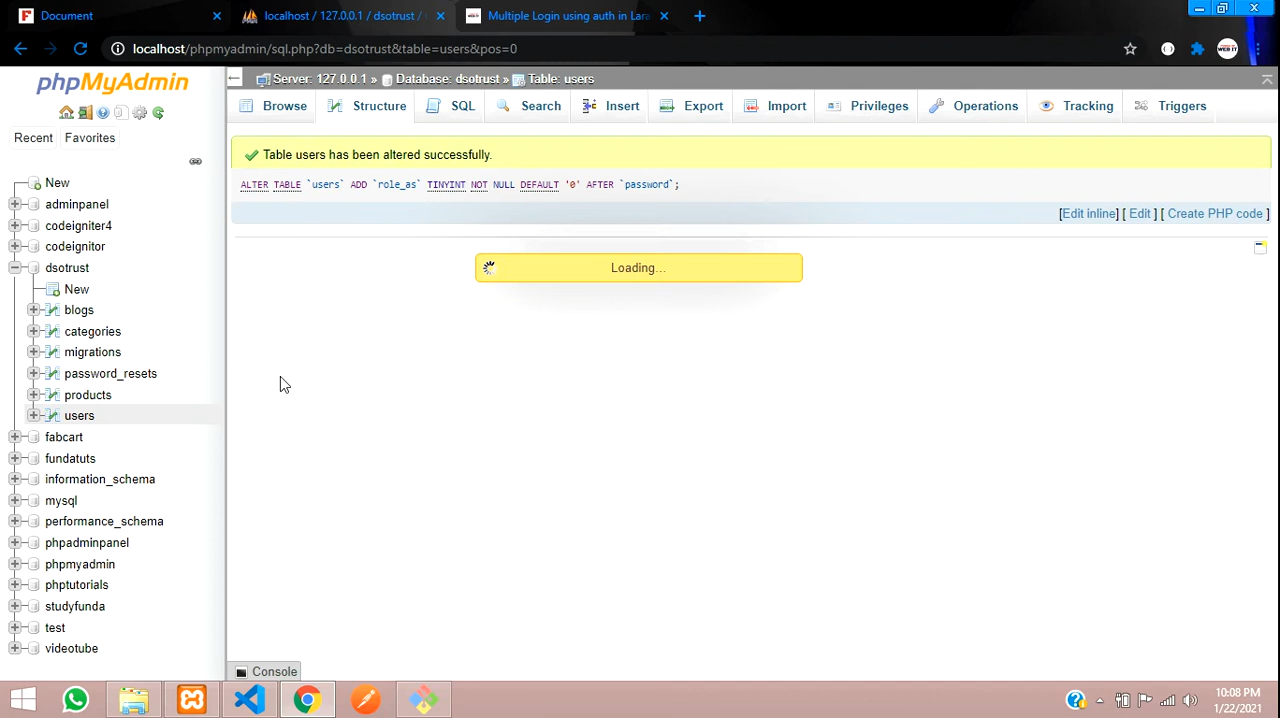 Document
localhost / 127.0.0.1 / dsotrust /
Multiple Login using auth in Lara
localhost/phpmyadmin/sql.php?db=dsotrust&table=users&pos=0
phpMyAdmin
Recent
Favorites
New
adminpanel
codeigniter4
codeignitor
dsotrust
New
blogs
categories
migrations
password_resets
products
users
fabcart
fundatuts
information_schema
mysql
performance_schema
phpadminpanel
phpmyadmin
phptutorials
studyfunda
test
videotube
Server: 127.0.0.1 » Database: dsotrust » Table: users
Browse Structure SQL Search Insert Export Import Privileges Operations Tracking Triggers
Table users has been altered successfully.
ALTER TABLE `users` ADD `role_as` TINYINT NOT NULL DEFAULT '0' AFTER `password`;
[Edit inline] [ Edit ] [ Create PHP code ]
Loading...
Console
10:08 PM
1/22/2021